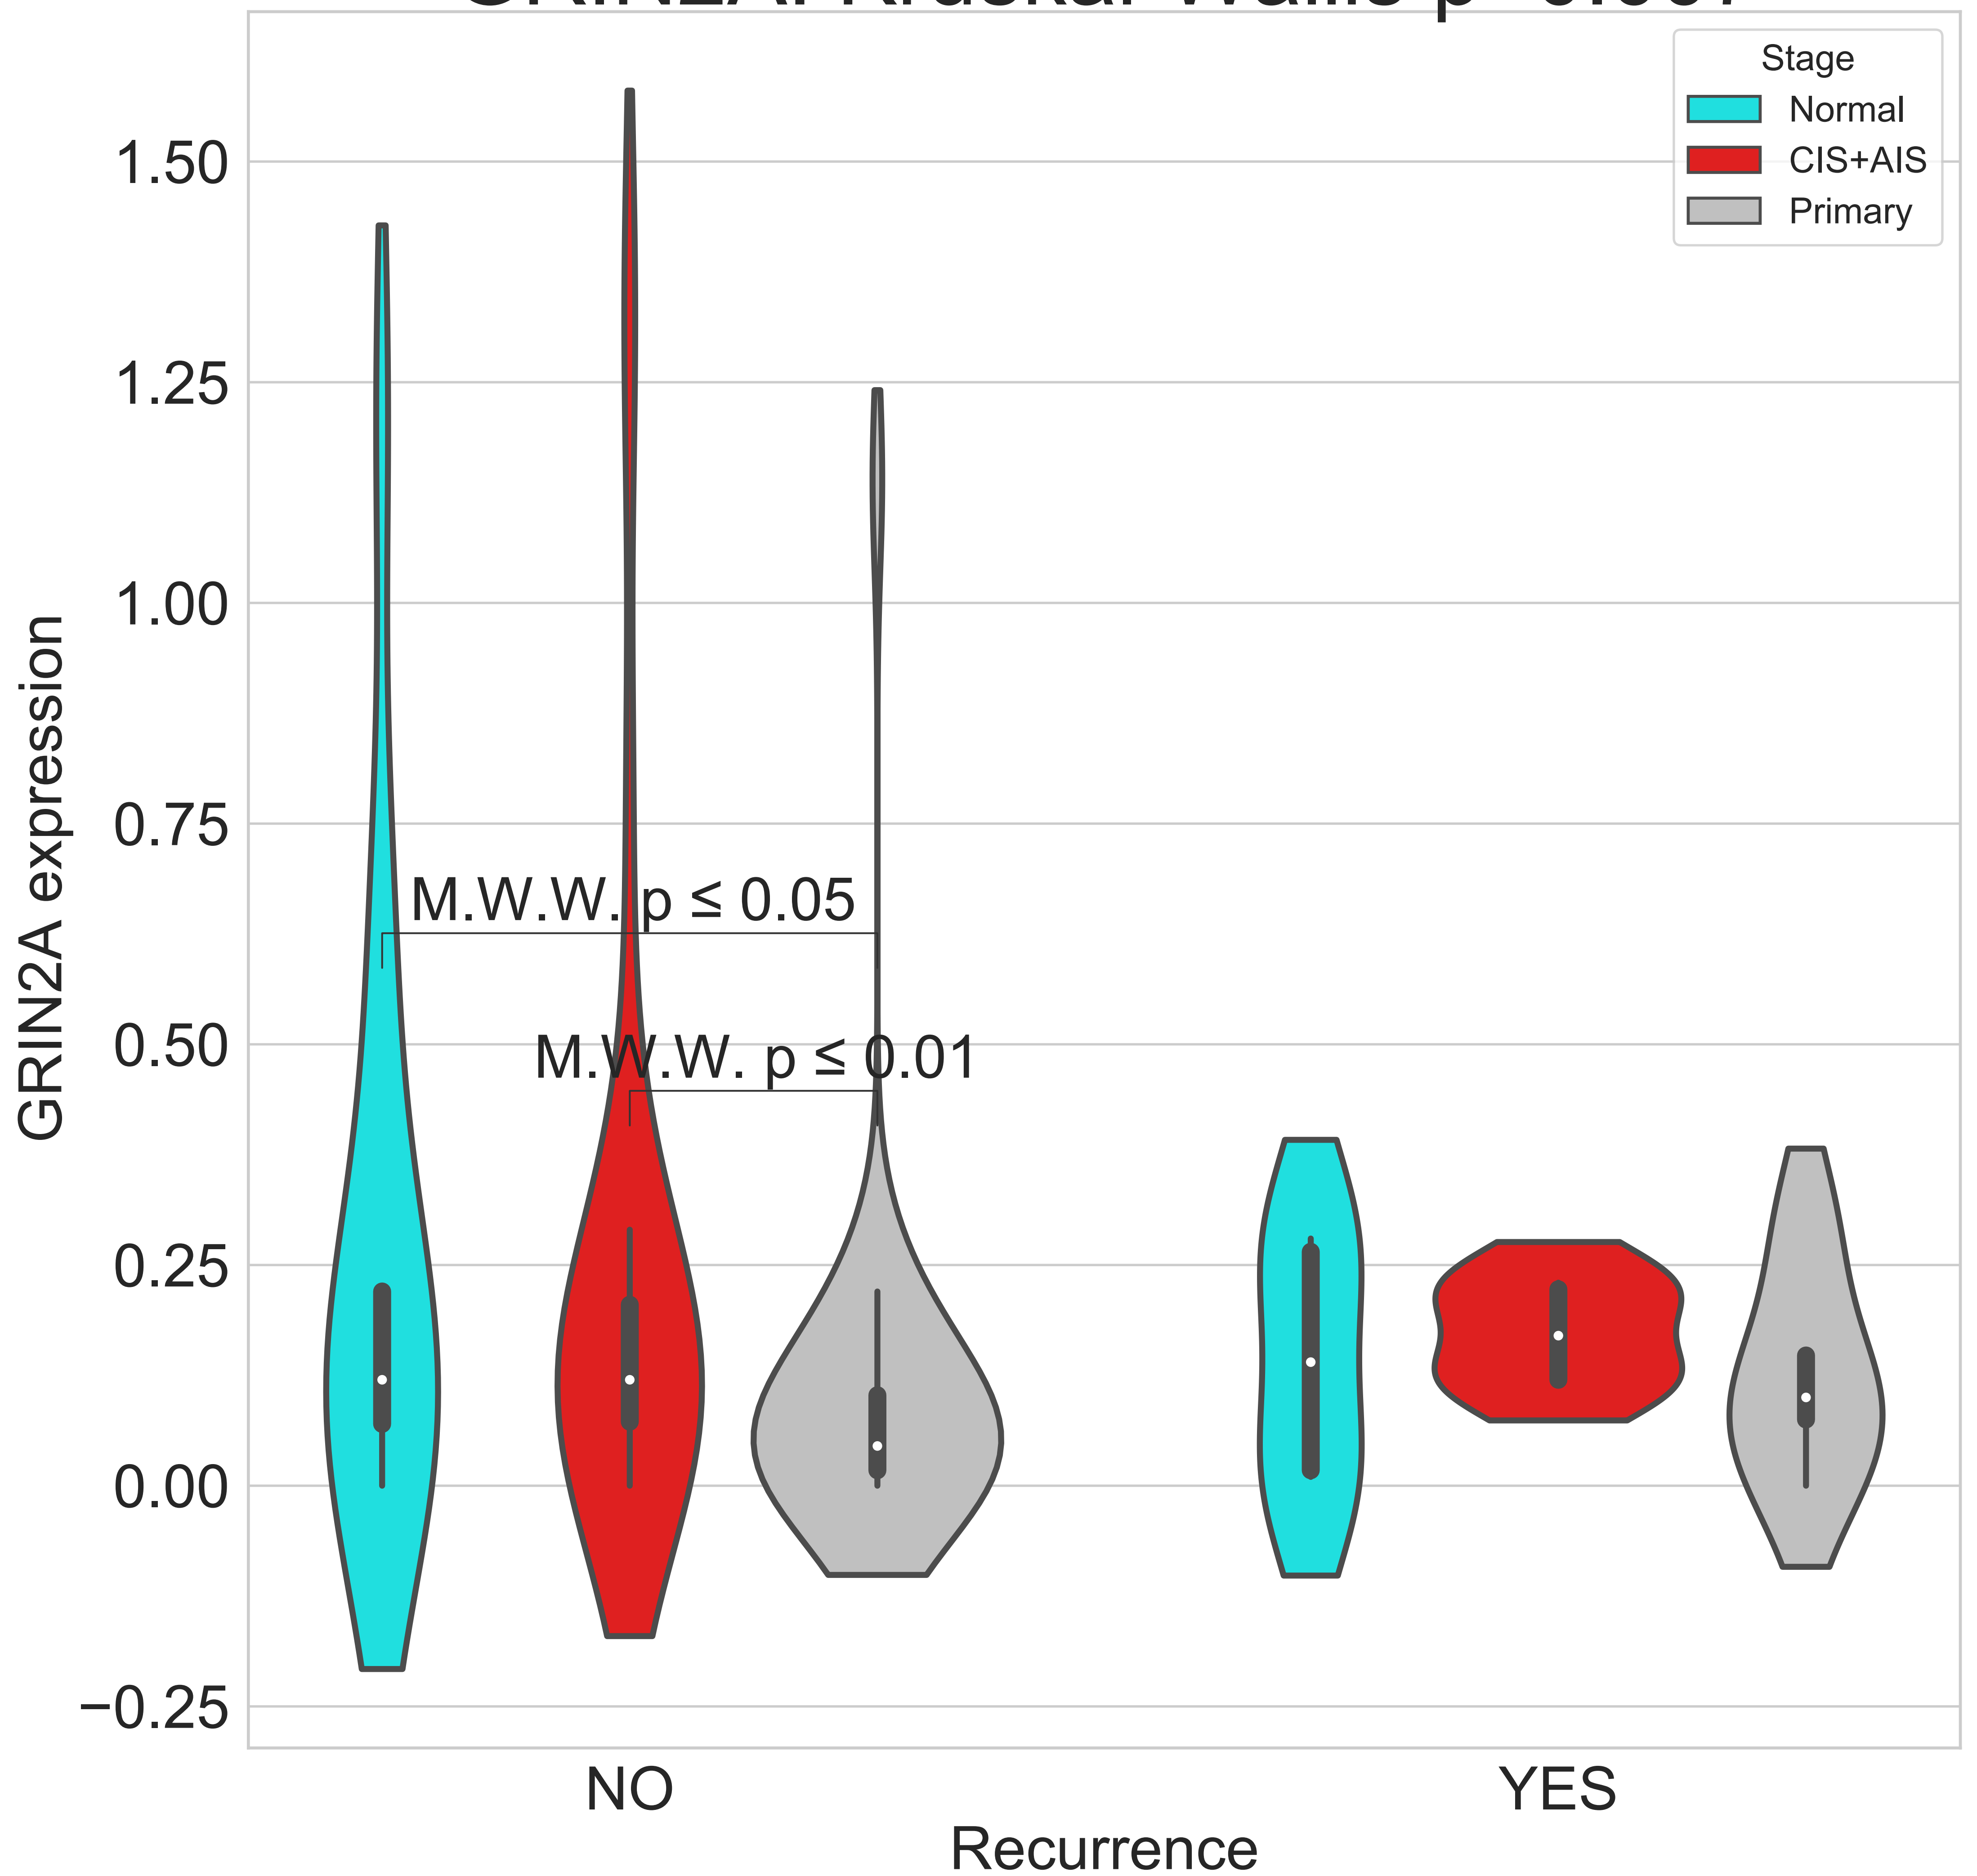 Stage
Normal
CIS+AIS
Primary
1.50
1.25
1.00
0.75
0.50
0.25
0.00
−0.25
GRIN2A expression
M.W.W. p ≤ 0.05
M.W.W. p ≤ 0.01
NO
YES
Recurrence